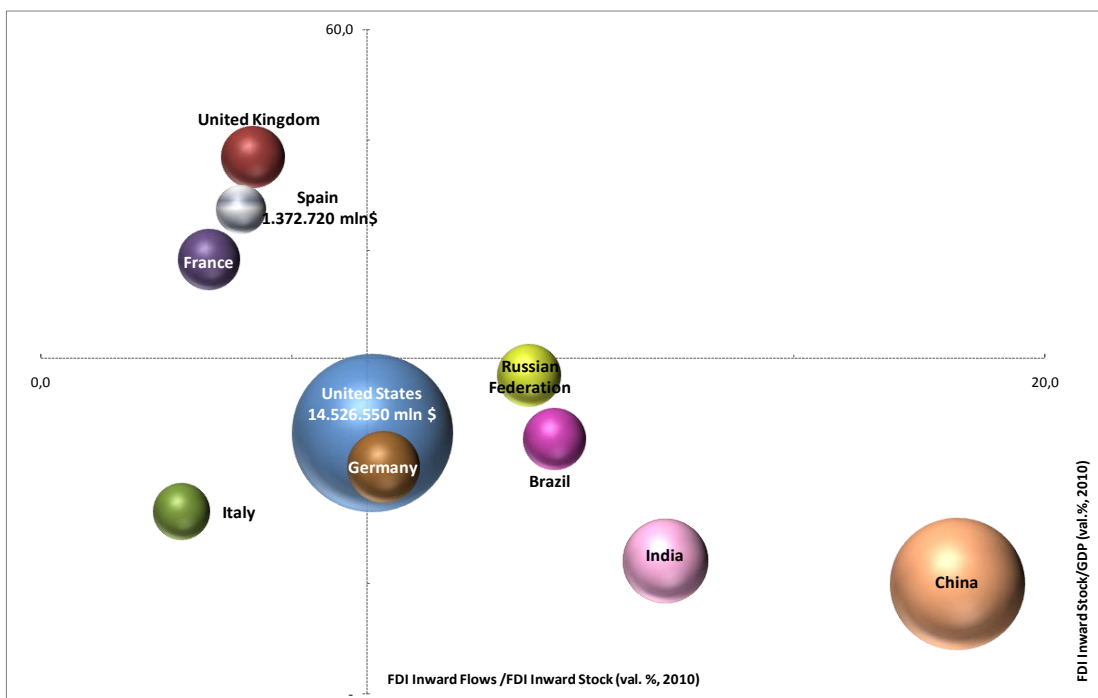 60,0
United Kingdom
Spain
1.372.720 mln$
France
0,0
20,0
Russian
Federation
United States
14.526.550 mln $
Germany
Brazil
Italy
India
China
FDI Inward Stock/GDP (val.%, 2010)
FDI Inward Flows /FDI Inward Stock (val. %, 2010)
-